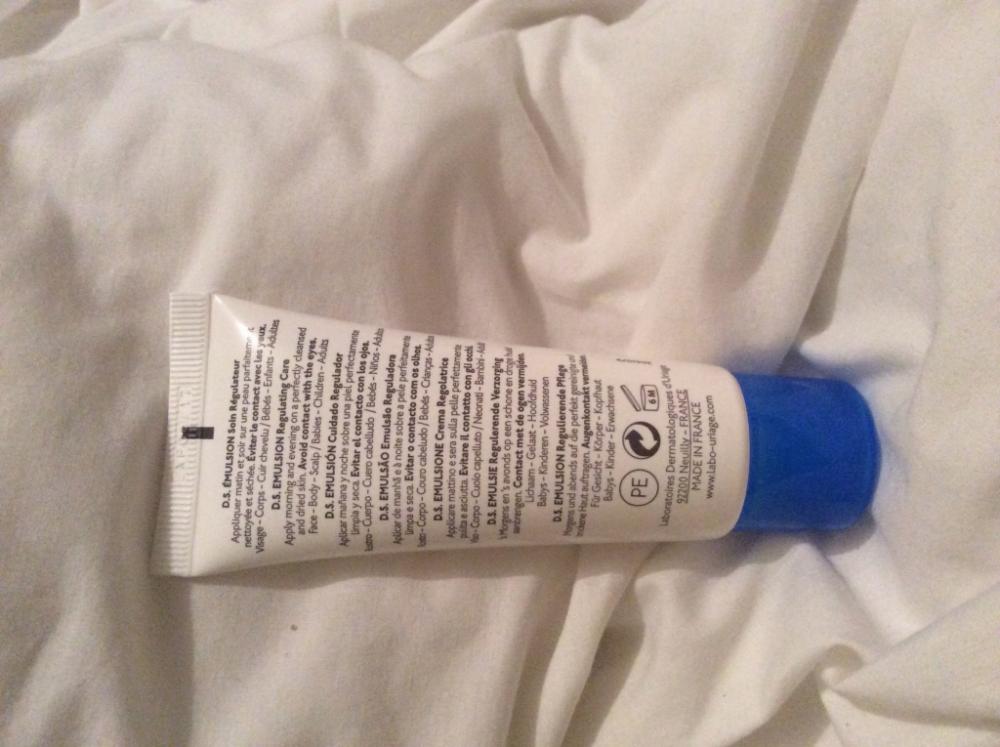 D.S. ÉMULSION Soin Régulateur
Appliquer matin et soir sur une peau parfaitement
nettoyée et séchée. Éviter le contact avec les yeux.
Visage - Corps - Cuir chevelu / Bébés - Enfants - Adultes
D.S. EMULSION Regulating Care
Apply morning and evening on a perfectly cleansed
and dried skin. Avoid contact with the eyes.
Face - Body - Scalp / Babies - Children - Adults
D.S. EMULSIÓN Cuidado Regulador
Aplicar mañana y noche sobre una piel, perfectamente
limpia y seca. Evitar el contacto con los ojos.
- Cuerpo - Cuero cabelludo / Bebés - Niños - Adultos
D.S. EMULSÃO Emulsão Reguladora
Aplicar de manhã e à noite sobre a pele perfeitamente
limpa e seca. Evitar o contacto com os olhos.
- Corpo - Couro cabeludo / Bebés - Crianças -
D.S. EMULSIONE Crema Regolatrice
Applicare mattino e sera sulla pelle perfettamente
pulita e asciutta. Evitare il contatto con gli occhi.
Viso - Corpo - Cuoio capelluto / Neonati - Bambini -
D.S. EMULSIE Regulerende Verzorging
's Morgens en 's avonds op een schone en droge
aanbrengen. Contact met de ogen vermijden.
Lichaam - Gelaat - Hoofdhuid
Babys - Kinderen - Volwassenen
D.S. EMULSION Regulierende Pflege
Morgens und abends auf die perfekt gereinigte
Haut auftragen. Augenkontakt vermeiden.
Für Gesicht - Körper - Kopfhaut
Babys - Kinder - Erwachsene
PE 6 M
Laboratoires Dermatologiques d'Uriage
92200 Neuilly - FRANCE
MADE IN FRANCE
www.labo-uriage.com